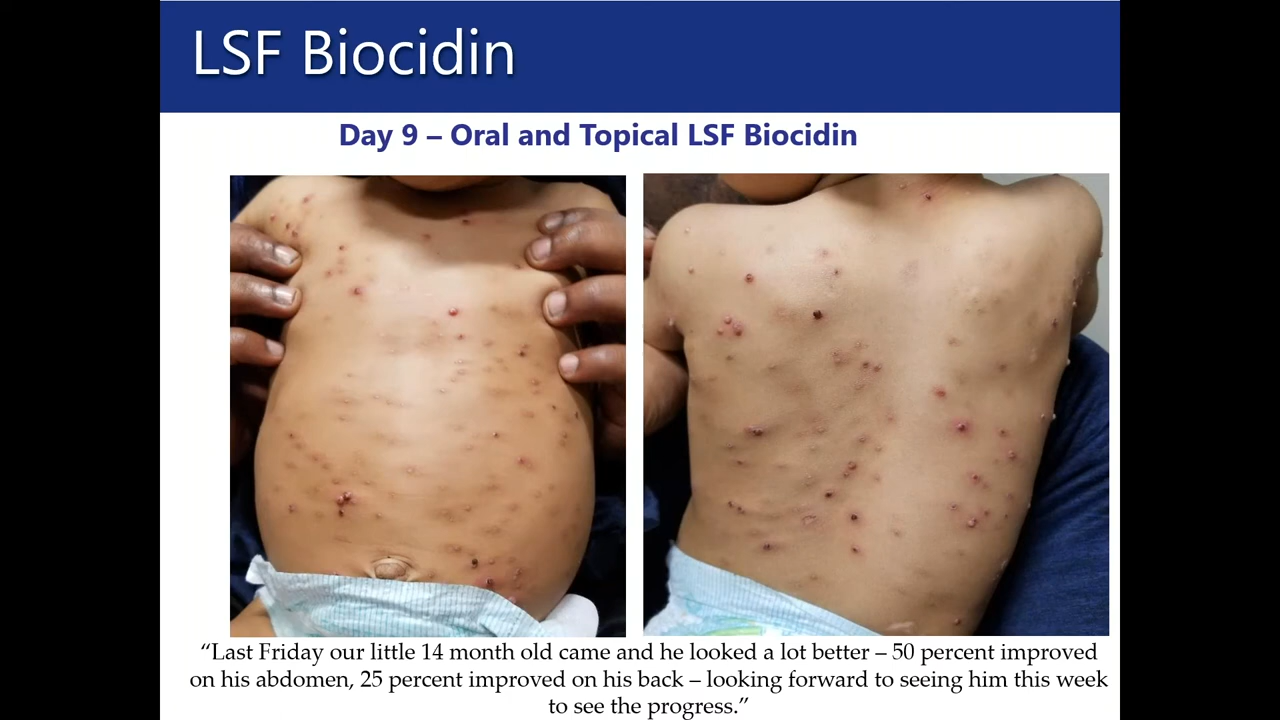 LSF Biocidin
Day 9 – Oral and Topical LSF Biocidin
“Last Friday our little 14 month old came and he looked a lot better – 50 percent improved
on his abdomen, 25 percent improved on his back – looking forward to seeing him this week
to see the progress.”